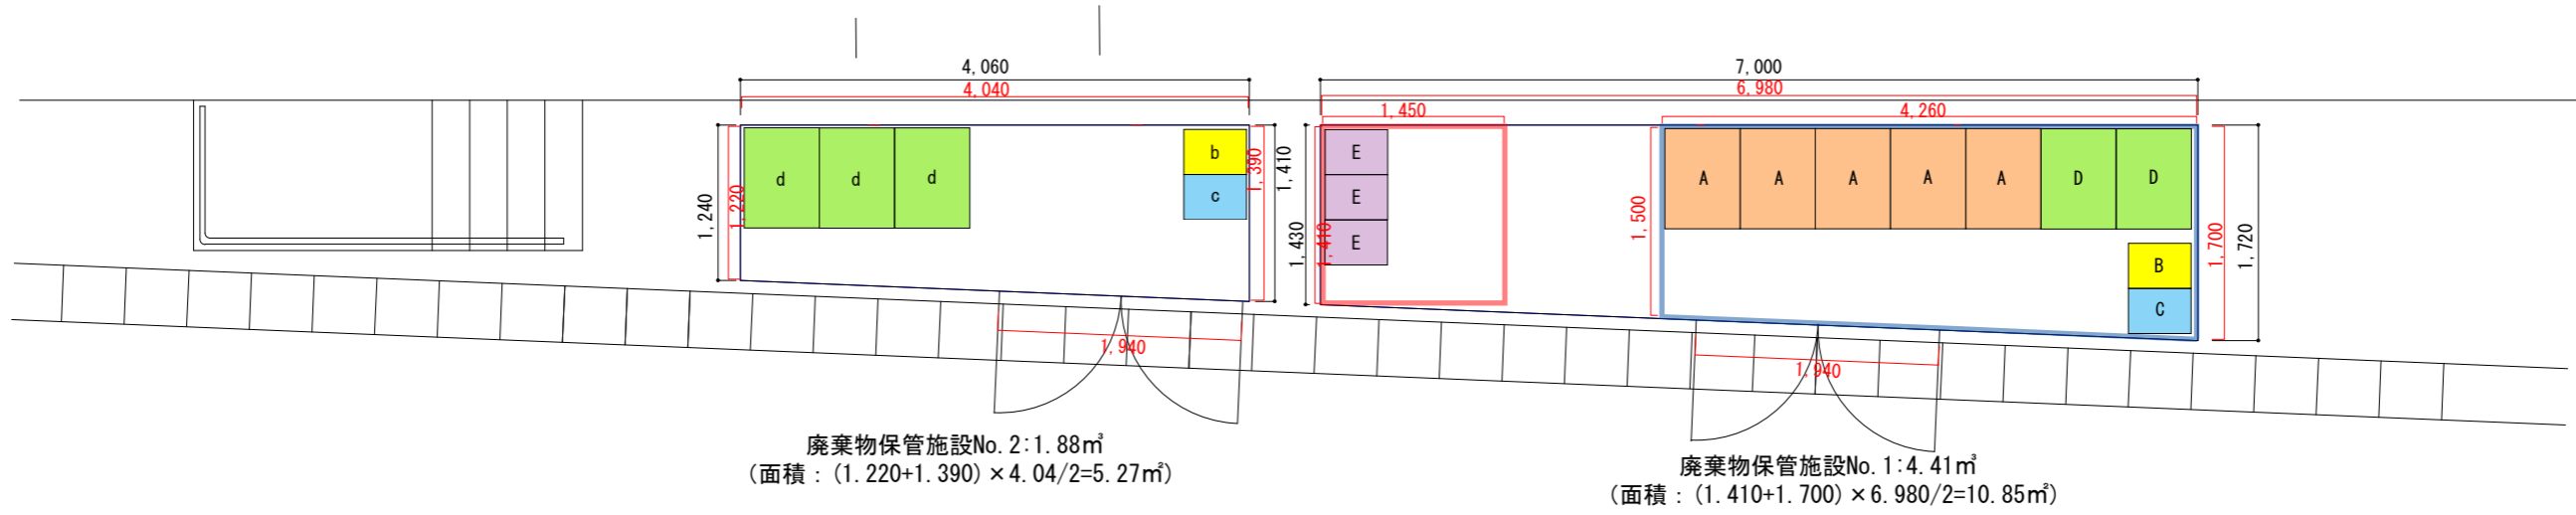 4,060
7,000
4,040
6,980
1,450
4,260
d
d
d
b
c
1,240
1,220
1,390
1,410
1,430
1,410
E
E
E
1,500
A
A
A
A
A
D
D
B
C
1,700
1,720
1,940
1,940
廃棄物保管施設No.2:1.88㎥
(面積：(1.220+1.390)×4.04/2=5.27㎡)
廃棄物保管施設No.1:4.41㎥
(面積：(1.410+1.700)×6.980/2=10.85㎡)